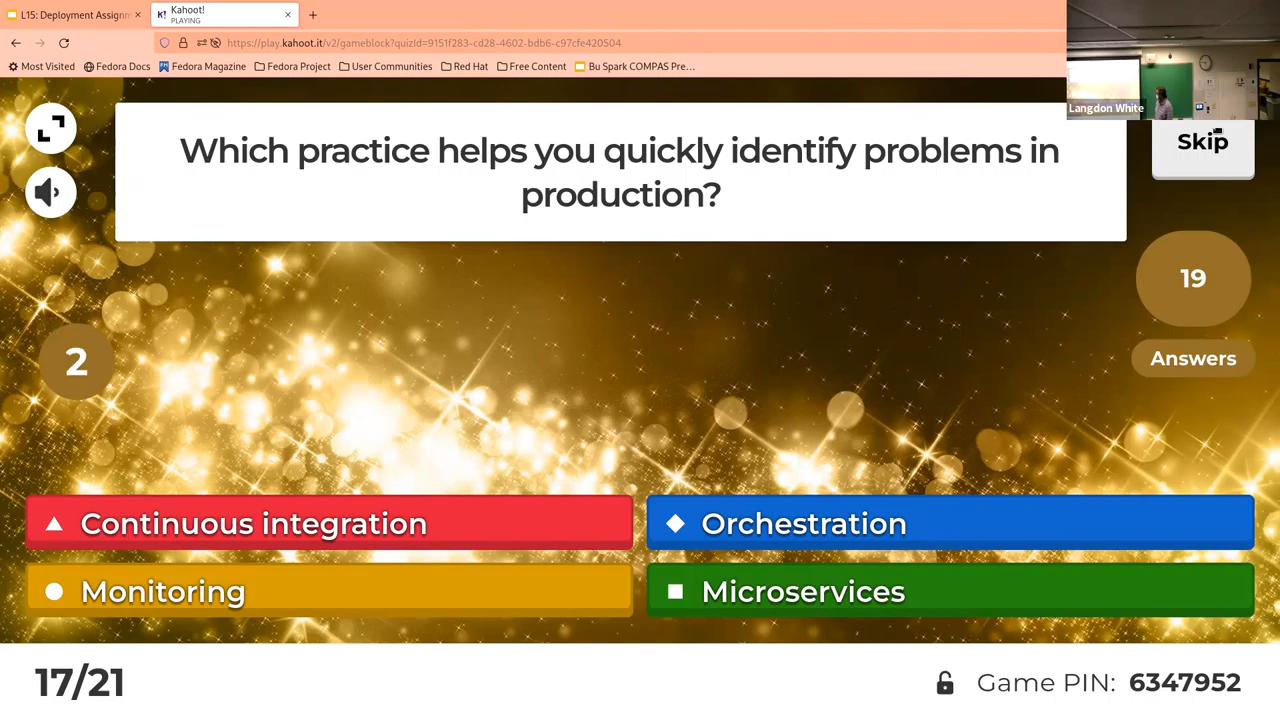 L15: Deployment Assignm
Kahoot!
PLAYING
https://play.kahoot.it/v2/gameblock?quizId=9151f283-cd28-4602-bdb6-c97cfe420504
Most Visited
Fedora Docs
Fedora Magazine
Fedora Project
User Communities
Red Hat
Free Content
Bu Spark COMPAS Pre…
Langdon White
Which practice helps you quickly identify problems in
production?
Skip
19
Answers
2
Continuous integration
Orchestration
Monitoring
Microservices
17/21
Game PIN: 6347952